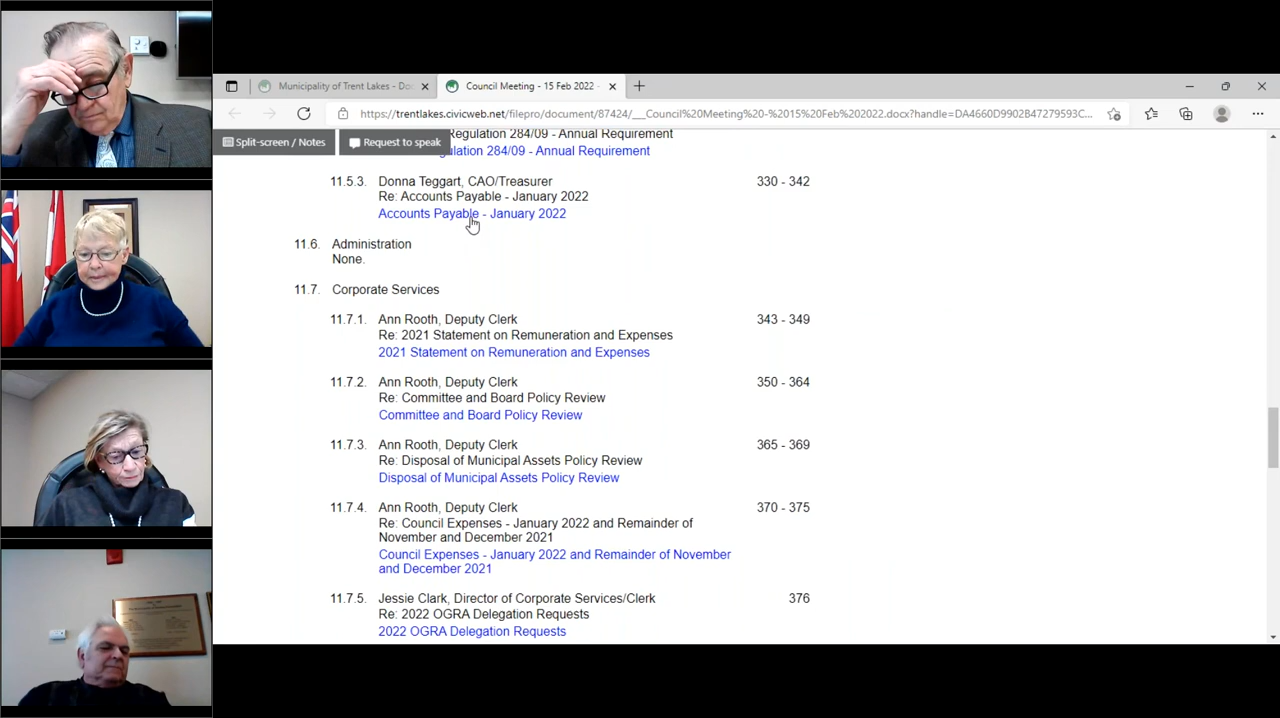 Municipality of Trent Lakes - Doc
Council Meeting - 15 Feb 2022 -
https://trentlakes.civicweb.net/filepro/document/87424/___Council%20Meeting%20-%2015%20Feb%202022.docx?handle=DA4660D9902B47279593C...
Split-screen / Notes
Request to speak
Regulation 284/09 - Annual Requirement
gulation 284/09 - Annual Requirement
11.5.3. Donna Teggart, CAO/Treasurer 330 - 342
Re: Accounts Payable - January 2022
Accounts Payable - January 2022
11.6. Administration
None.
11.7. Corporate Services
11.7.1. Ann Rooth, Deputy Clerk 343 - 349
Re: 2021 Statement on Remuneration and Expenses
2021 Statement on Remuneration and Expenses
11.7.2. Ann Rooth, Deputy Clerk 350 - 364
Re: Committee and Board Policy Review
Committee and Board Policy Review
11.7.3. Ann Rooth, Deputy Clerk 365 - 369
Re: Disposal of Municipal Assets Policy Review
Disposal of Municipal Assets Policy Review
11.7.4. Ann Rooth, Deputy Clerk 370 - 375
Re: Council Expenses - January 2022 and Remainder of
November and December 2021
Council Expenses - January 2022 and Remainder of November
and December 2021
11.7.5. Jessie Clark, Director of Corporate Services/Clerk 376
Re: 2022 OGRA Delegation Requests
2022 OGRA Delegation Requests